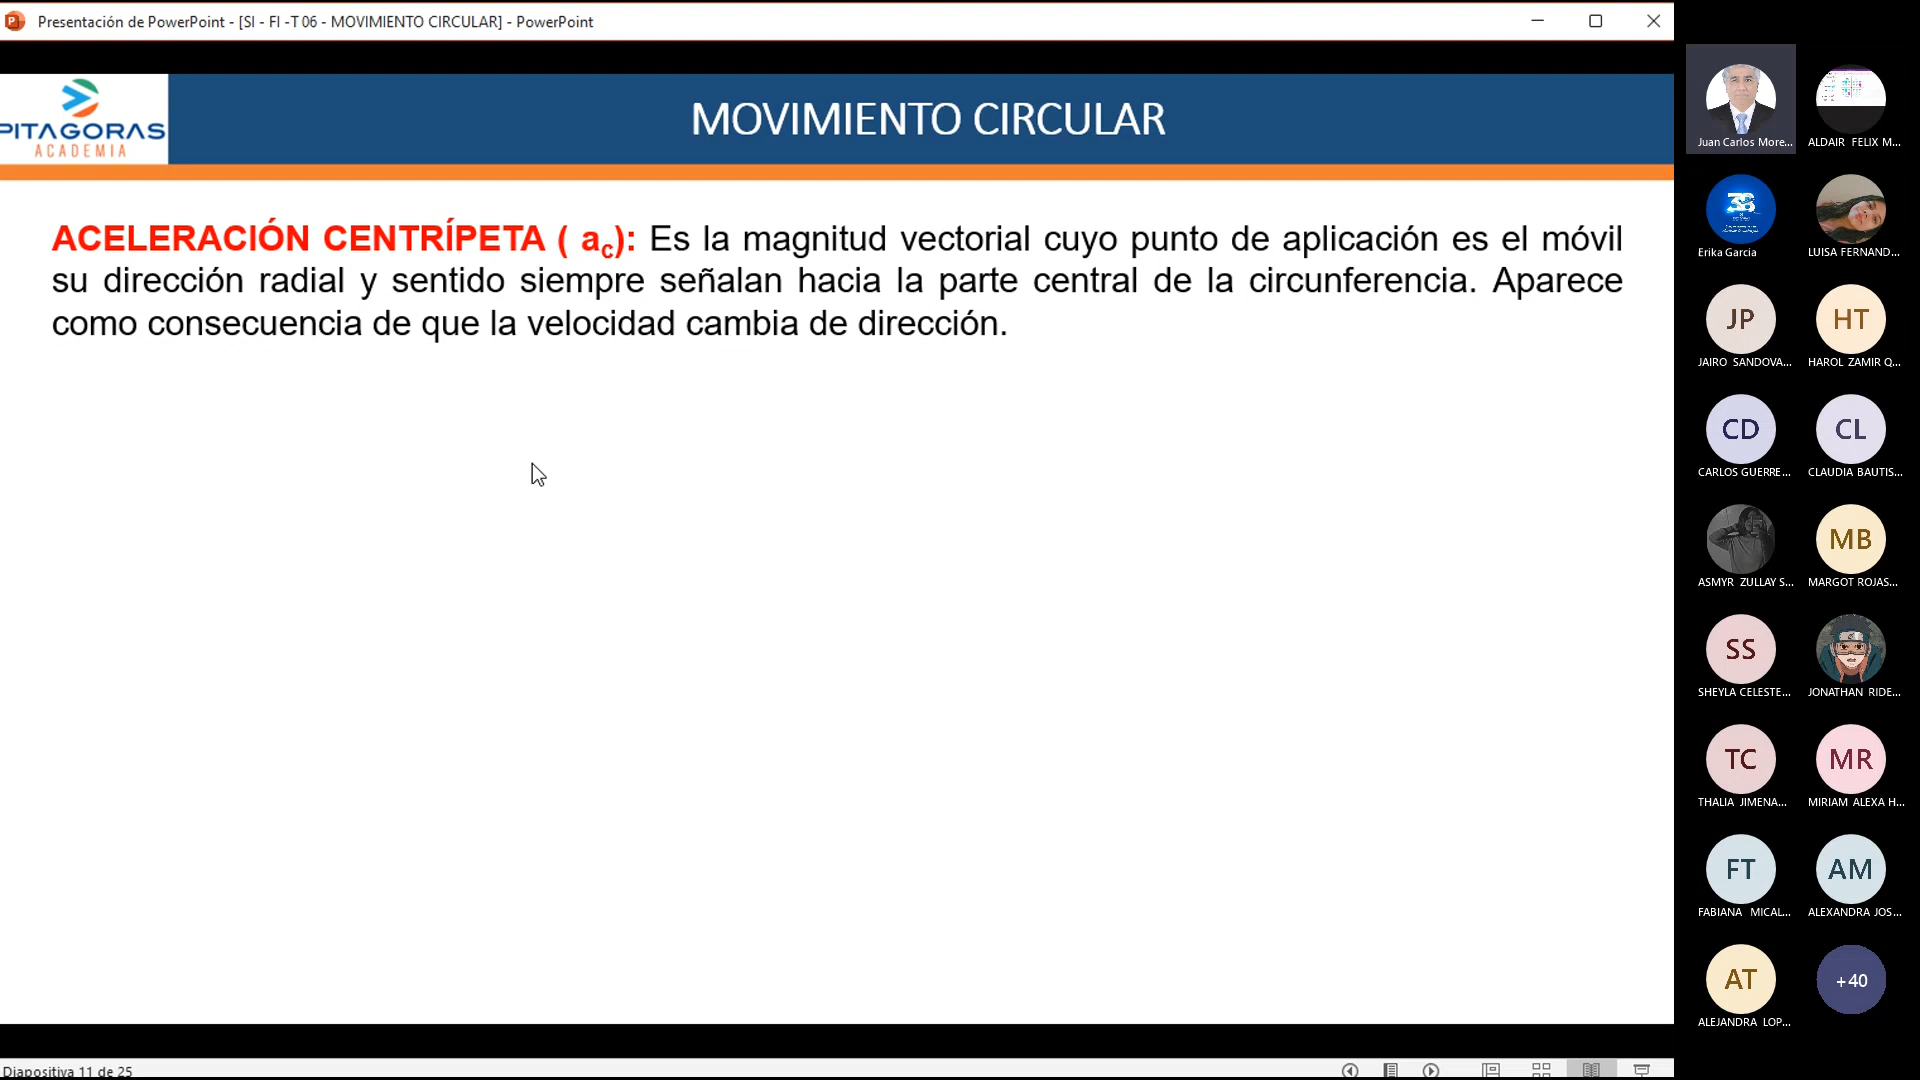 Presentación de PowerPoint - [SI - FI -T 06 - MOVIMIENTO CIRCULAR] - PowerPoint
PITAGORAS
ACADEMIA
MOVIMIENTO CIRCULAR
ACELERACIÓN CENTRÍPETA ( ac): Es la magnitud vectorial cuyo punto de aplicación es el móvil
su dirección radial y sentido siempre señalan hacia la parte central de la circunferencia. Aparece
como consecuencia de que la velocidad cambia de dirección.
Diapositiva 11 de 25
Juan Carlos More...
ALDAIR FELIX M...
Erika Garcia
LUISA FERNAND...
JP
HT
JAIRO SANDOVA...
HAROL ZAMIR Q...
CD
CL
CARLOS GUERRE...
CLAUDIA BAUTIS...
MB
ASMYR ZULLAY S...
MARGOT ROJAS...
SS
SHEYLA CELESTE...
JONATHAN RIDE...
TC
MR
THALIA JIMENA...
MIRIAM ALEXA H...
FT
AM
FABIANA MICAL...
ALEXANDRA JOS...
AT
+40
ALEJANDRA LOP...